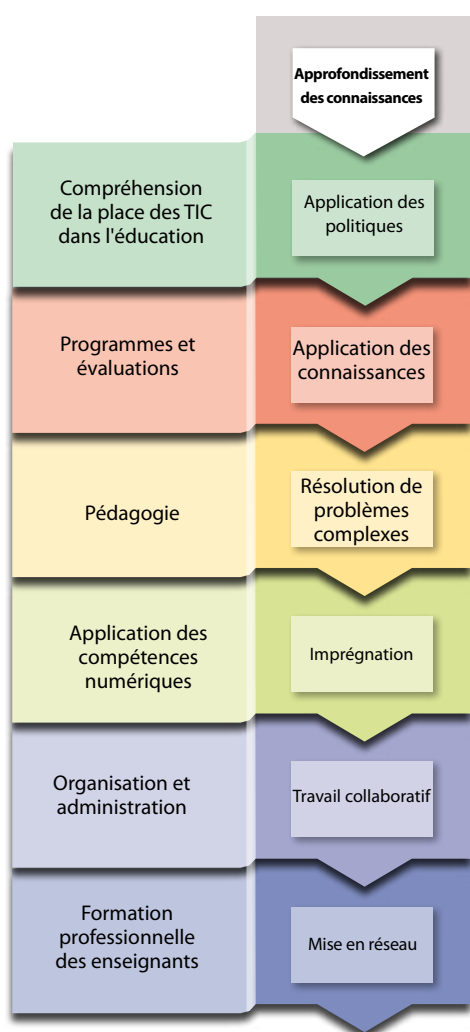 Approfondissement
des connaissances
Compréhension
de la place des TIC
dans l'éducation
Application des
politiques
Programmes et
évaluations
Application des
connaissances
Pédagogie
Résolution de
problèmes
complexes
Application des
compétences
numériques
Imprégnation
Organisation et
administration
Travail collaboratif
Formation
professionnelle
des enseignants
Mise en réseau